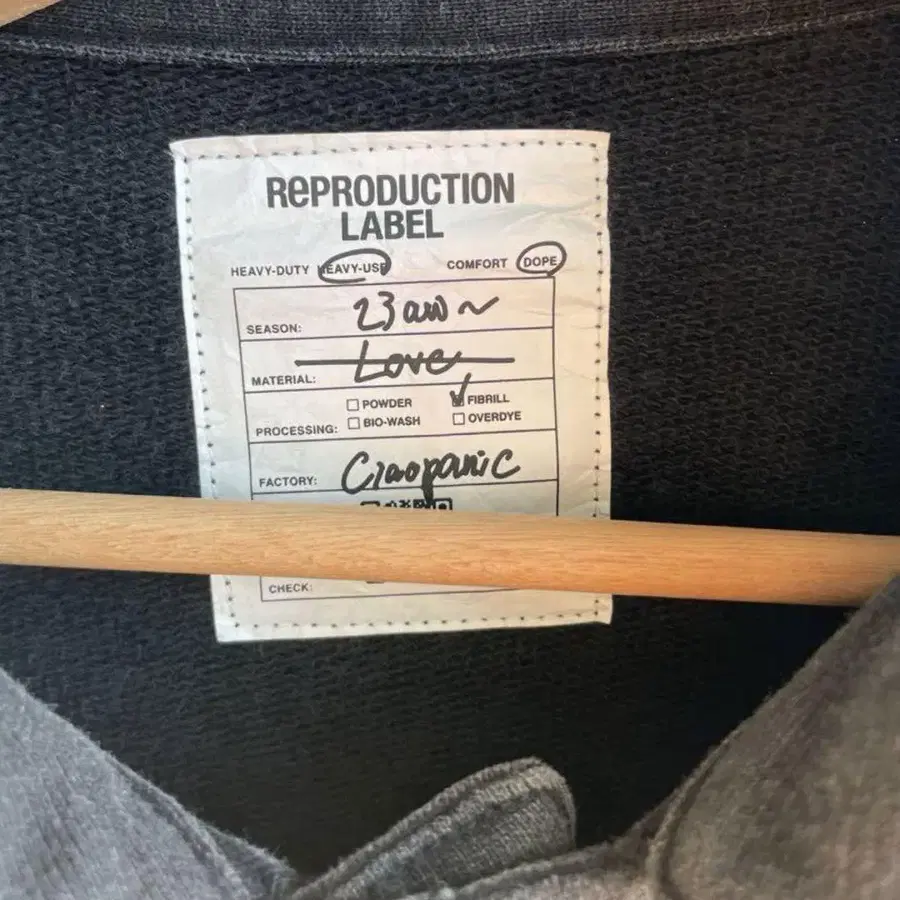 RePRODUCTION
LABEL
HEAVY-DUTY HEAVY-USE COMFORT DOPE
SEASON: 23aw~
MATERIAL: Love
POWDER FIBRILL
PROCESSING: BIO-WASH OVERDYE
FACTORY: Ciaopanic
CHECK: